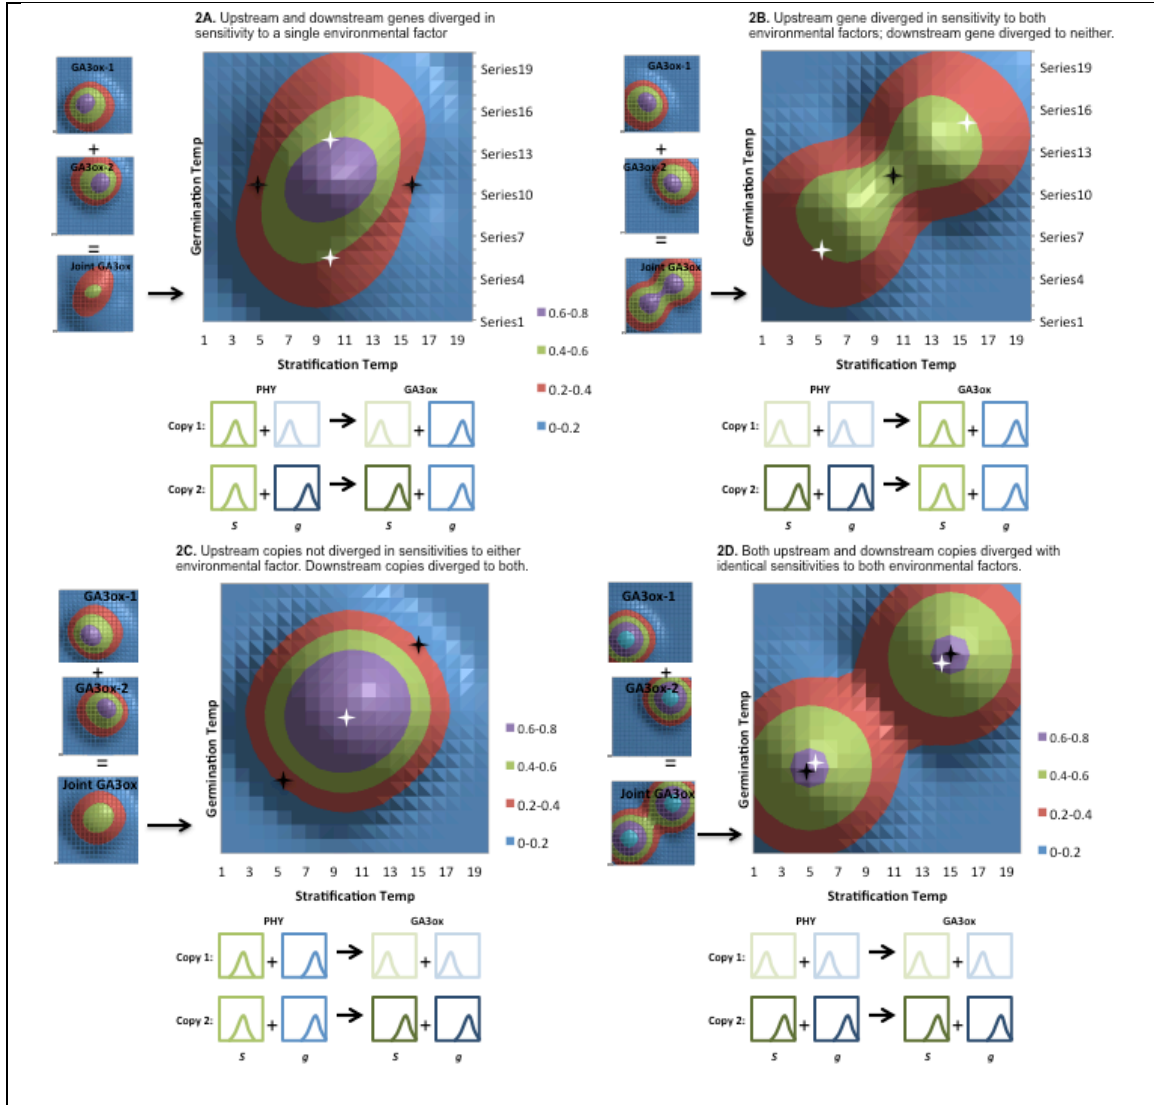 2A. Upstream and downstream genes diverged in
sensitivity to a single environmental factor
GA3ox-1
+
GA3ox-2
=
Joint GA3ox
Germination Temp
Series19
Series16
Series13
Series10
Series7
Series4
Series1
1 3 5 7 9 11 13 15 17 19
Stratification Temp
0.6-0.8
0.4-0.6
0.2-0.4
0-0.2
PHY GA3ox
Copy 1: + +
Copy 2: + +
s g s g
2B. Upstream gene diverged in sensitivity to both
environmental factors; downstream gene diverged to neither.
GA3ox-1
+
GA3ox-2
=
Joint GA3ox
Germination Temp
Series19
Series16
Series13
Series10
Series7
Series4
Series1
1 3 5 7 9 11 13 15 17 19
Stratification Temp
PHY GA3ox
Copy 1: + +
Copy 2: + +
s g s g
2C. Upstream copies not diverged in sensitivities to either
environmental factor. Downstream copies diverged to both.
GA3ox-1
+
GA3ox-2
=
Joint GA3ox
Germination Temp
0.6-0.8
0.4-0.6
0.2-0.4
0-0.2
1 3 5 7 9 11 13 15 17 19
Stratification Temp
PHY GA3ox
Copy 1: + +
Copy 2: + +
s g s g
2D. Both upstream and downstream copies diverged with
identical sensitivities to both environmental factors.
GA3ox-1
+
GA3ox-2
=
Joint GA3ox
Germination Temp
0.6-0.8
0.4-0.6
0.2-0.4
0-0.2
1 3 5 7 9 11 13 15 17 19
Stratification Temp
PHY GA3ox
Copy 1: + +
Copy 2: + +
s g s g